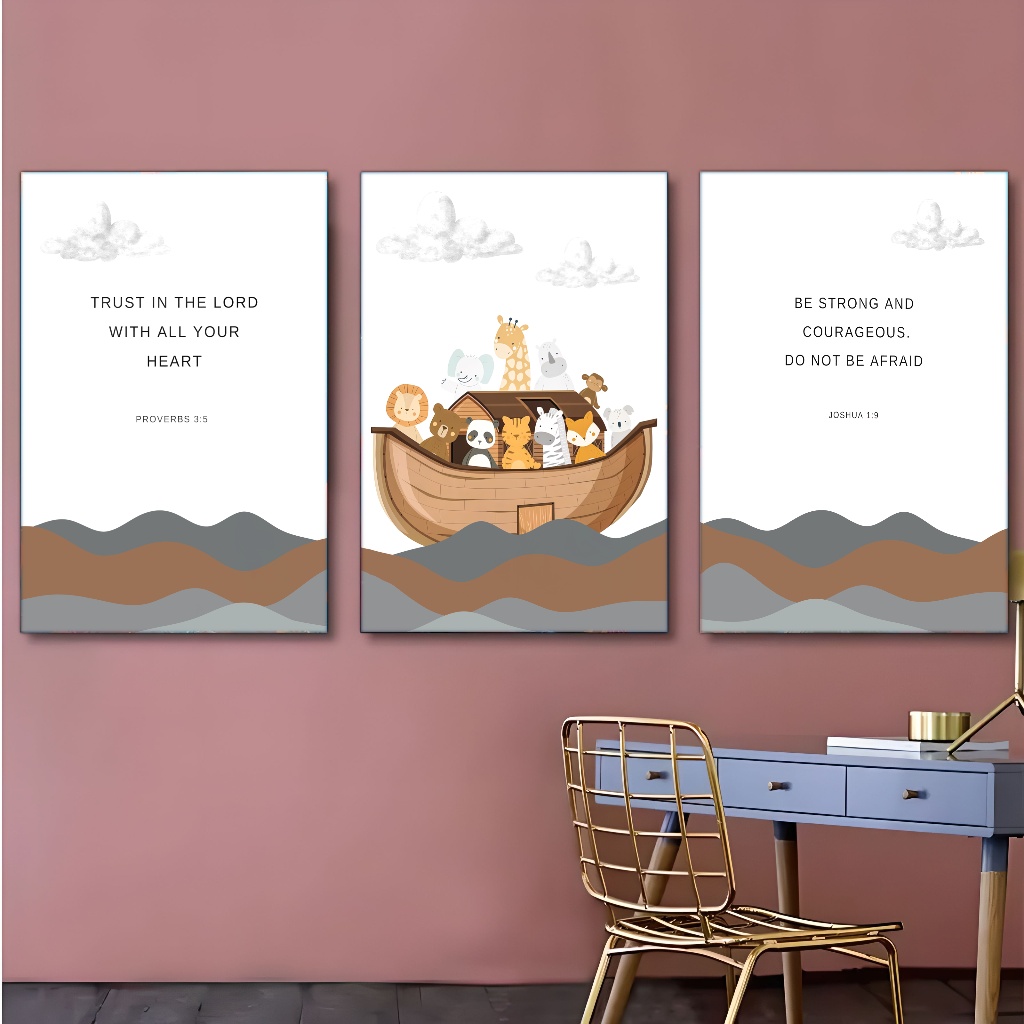 TRUST IN THE LORD
WITH ALL YOUR
HEART
PROVERBS 3:5
BE STRONG AND
COURAGEOUS.
DO NOT BE AFRAID
JOSHUA 1:9